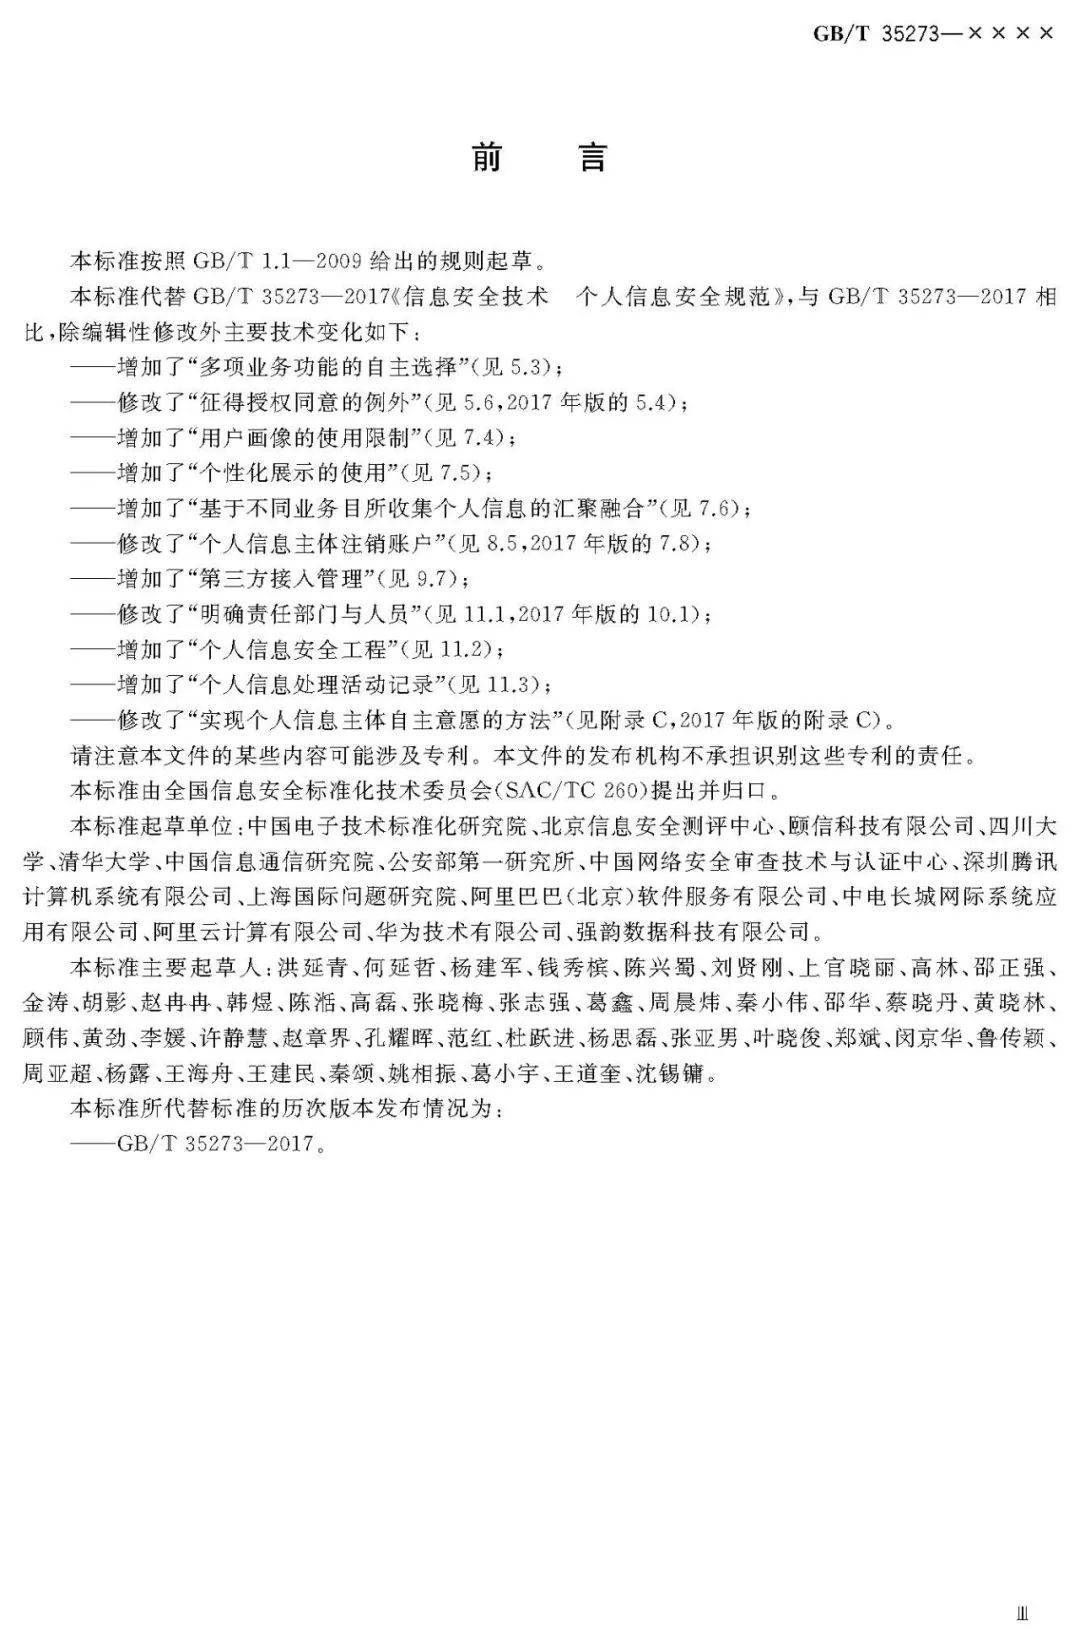 GB/T 35273—××××
前　　言
本标准按照 GB/T 1.1—2009 给出的规则起草。
本标准代替 GB/T 35273—2017《信息安全技术　个人信息安全规范》,与 GB/T 35273—2017 相
比,除编辑性修改外主要技术变化如下:
——增加了“多项业务功能的自主选择”(见 5.3);
——修改了“征得授权同意的例外”(见 5.6,2017 年版的 5.4);
——增加了“用户画像的使用限制”(见 7.4);
——增加了“个性化展示的使用”(见 7.5);
——增加了“基于不同业务目所收集个人信息的汇聚融合”(见 7.6);
——修改了“个人信息主体注销账户”(见 8.5,2017 年版的 7.8);
——增加了“第三方接入管理”(见 9.7);
——修改了“明确责任部门与人员”(见 11.1,2017 年版的 10.1);
——增加了“个人信息安全工程”(见 11.2);
——增加了“个人信息处理活动记录”(见 11.3);
——修改了“实现个人信息主体自主意愿的方法”(见附录 C,2017 年版的附录 C)。
请注意本文件的某些内容可能涉及专利。本文件的发布机构不承担识别这些专利的责任。
本标准由全国信息安全标准化技术委员会(SAC/TC 260)提出并归口。
本标准起草单位:中国电子技术标准化研究院、北京信息安全测评中心、颐信科技有限公司、四川大
学、清华大学、中国信息通信研究院、公安部第一研究所、中国网络安全审查技术与认证中心、深圳腾讯
计算机系统有限公司、上海国际问题研究院、阿里巴巴(北京)软件服务有限公司、中电长城网际系统应
用有限公司、阿里云计算有限公司、华为技术有限公司、强韵数据科技有限公司。
本标准主要起草人:洪延青、何延哲、杨建军、钱秀槟、陈兴蜀、刘贤刚、上官晓丽、高林、邵正强、
金涛、胡影、赵冉冉、韩煜、陈湉、高磊、张晓梅、张志强、葛鑫、周晨炜、秦小伟、邵华、蔡晓丹、黄晓林、
顾伟、黄劲、李媛、许静慧、赵章界、孔耀晖、范红、杜跃进、杨思磊、张亚男、叶晓俊、郑斌、闵京华、鲁传颖、
周亚超、杨露、王海舟、王建民、秦颂、姚相振、葛小宇、王道奎、沈锡镛。
本标准所代替标准的历次版本发布情况为:
——GB/T 35273—2017。
Ⅲ